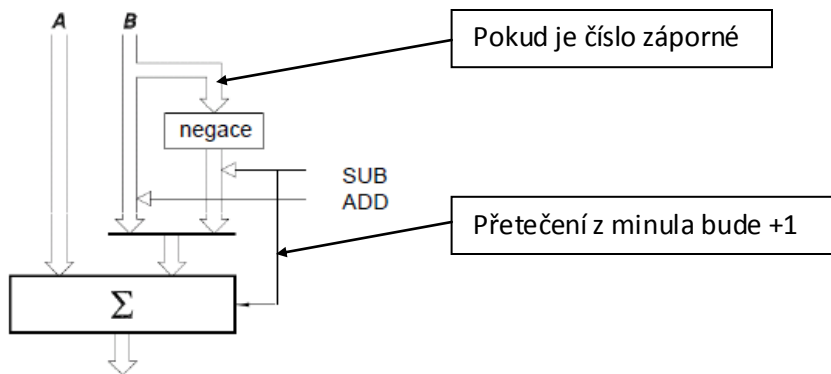 A B
Pokud je číslo záporné
negace
SUB
ADD
Přetečení z minula bude +1
Σ